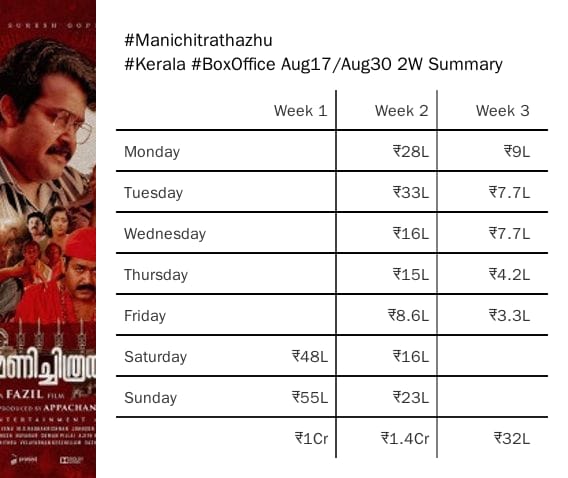 SURESH GOPI
#Manichitrathazhu
#Kerala #BoxOffice Aug17/Aug30 2W Summary
Week 1 Week 2 Week 3
Monday ₹28L ₹9L
Tuesday ₹33L ₹7.7L
Wednesday ₹16L ₹7.7L
Thursday ₹15L ₹4.2L
Friday ₹8.6L ₹3.3L
Saturday ₹48L ₹16L
Sunday ₹55L ₹23L
₹1Cr ₹1.4Cr ₹32L
മണിച്ചിത്ര
A FAZIL FILM
PRODUCED BY APPACHAN